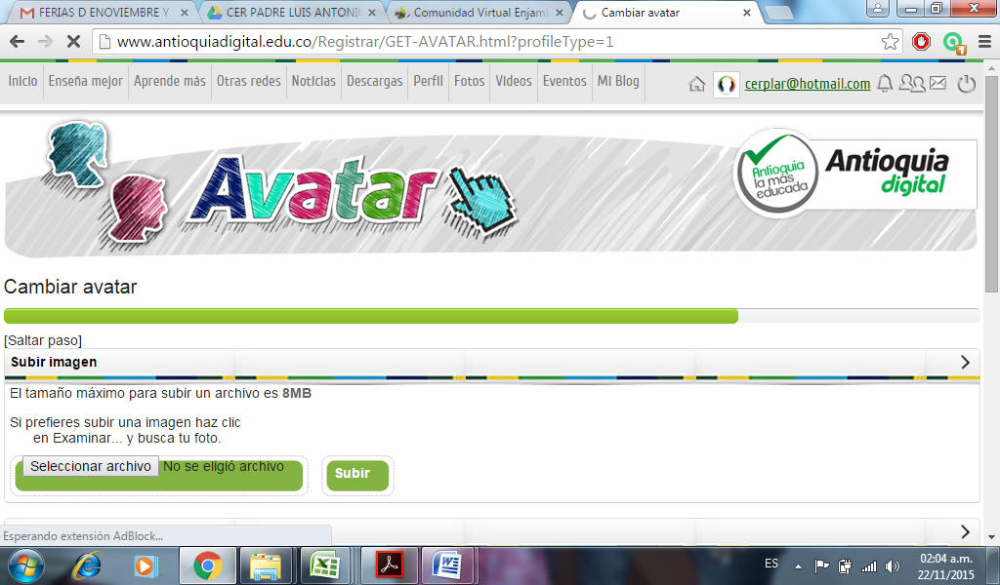 FERIAS D ENOVIEMBRE Y
CER PADRE LUIS ANTONIO
Comunidad Virtual Enjam
Cambiar avatar
www.antioquiadigital.edu.co/Registrar/GET-AVATAR.html?profileType=1
1
Inicio Enseña mejor Aprende más Otras redes Noticias Descargas Perfil Fotos Videos Eventos Mi Blog cerplar@hotmail.com
Avatar
Antioquia la más educada
Antioquia digital
Cambiar avatar
[Saltar paso]
Subir imagen
El tamaño máximo para subir un archivo es 8MB
Si prefieres subir una imagen haz clic
en Examinar... y busca tu foto.
Seleccionar archivo No se eligió archivo Subir
Esperando extensión AdBlock...
ES
02:04 a.m.
22/11/2015